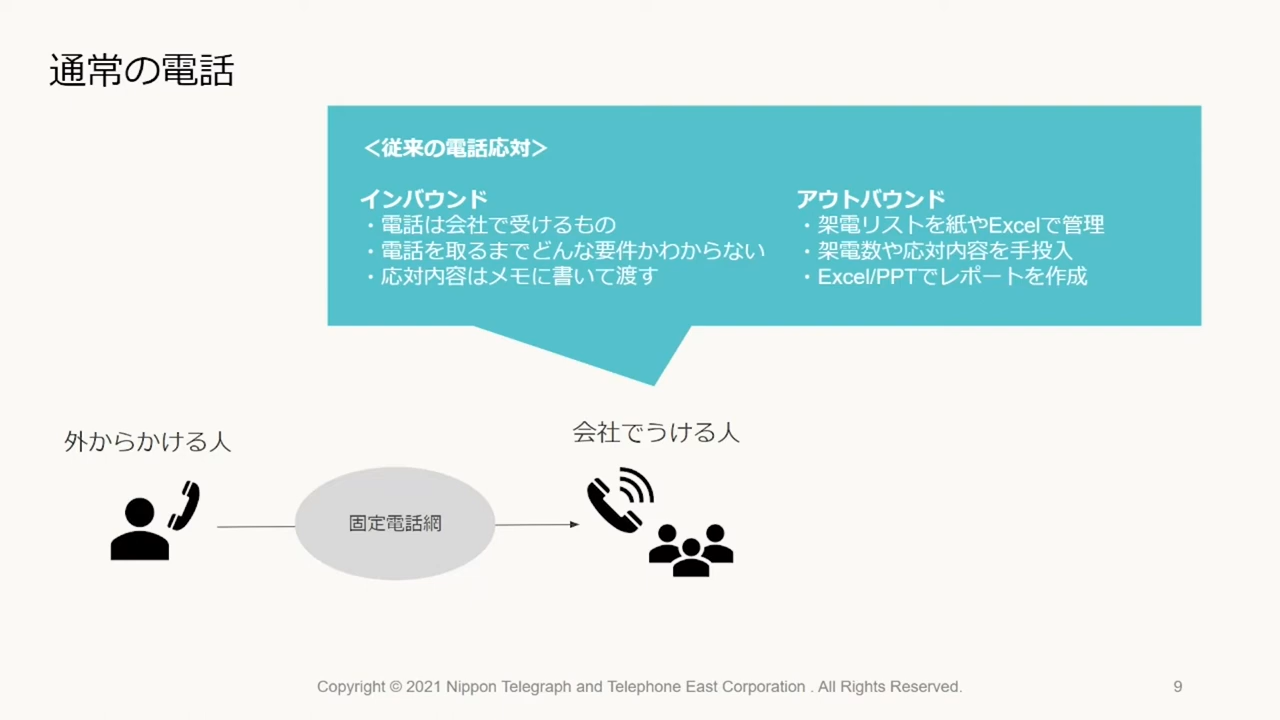 通常の電話
＜従来の電話応対＞
インバウンド
・電話は会社で受けるもの
・電話を取るまでどんな要件かわからない
・応対内容はメモに書いて渡す
アウトバウンド
・架電リストを紙やExcelで管理
・架電数や応対内容を手投入
・Excel/PPTでレポートを作成
外からかける人
固定電話網
会社でうける人
Copyright © 2021 Nippon Telegraph and Telephone East Corporation . All Rights Reserved.
9